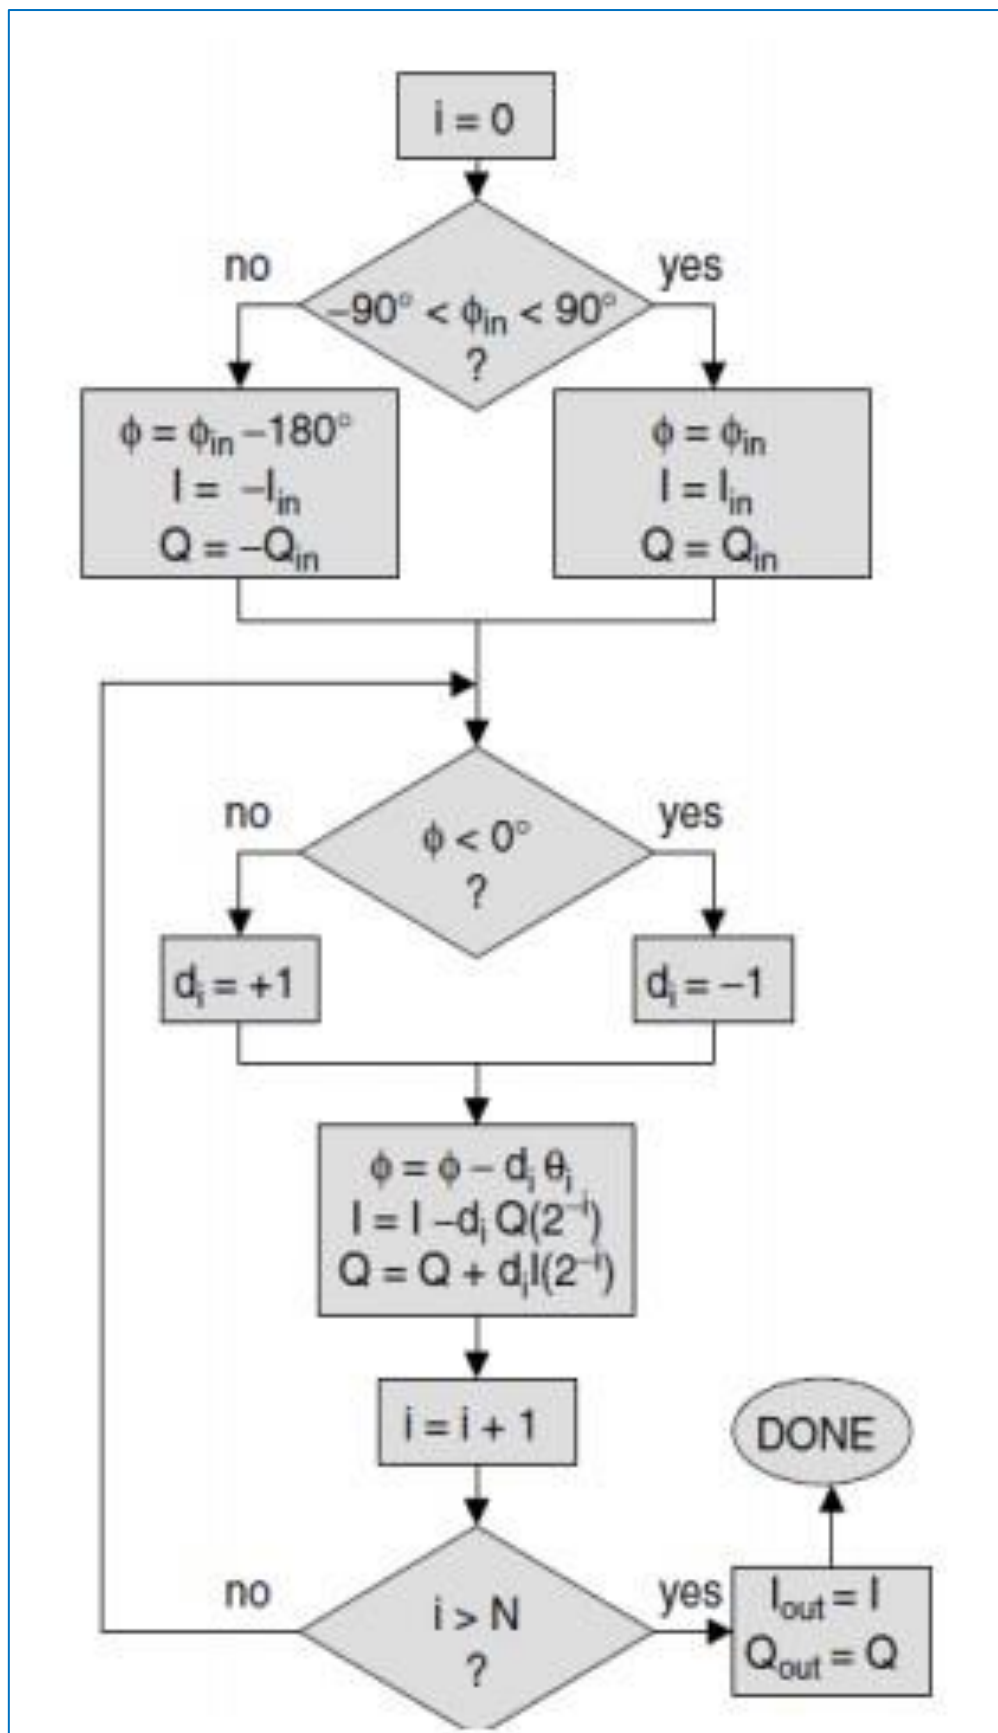 i = 0
no
yes
–90° < ϕin < 90°
?
ϕ = ϕin –180°
I = –Iin
Q = –Qin
ϕ = ϕin
I = Iin
Q = Qin
no
yes
ϕ < 0°
?
di = +1
di = –1
ϕ = ϕ – di θi
I = I –di Q(2⁻ⁱ)
Q = Q + diI(2⁻ⁱ)
i = i + 1
DONE
no
yes
i > N
?
Iout = I
Qout = Q